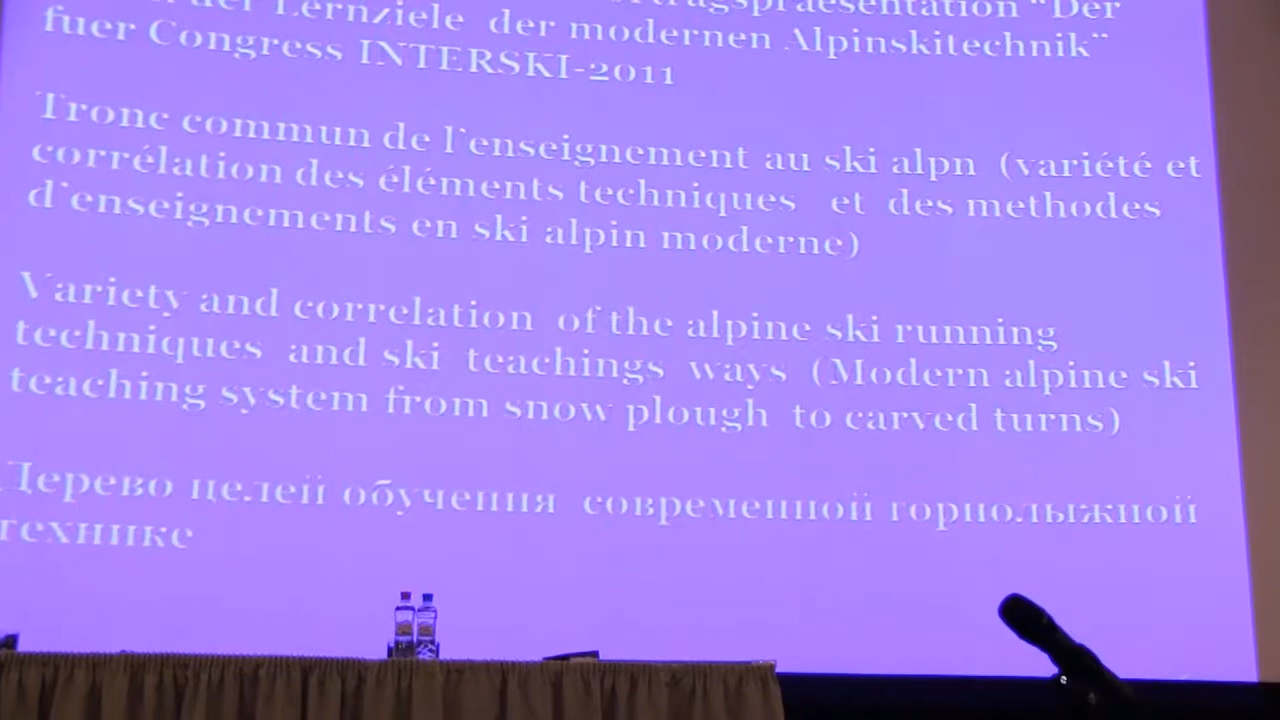 der Lernziele der modernen Alpinskitechnik”
fuer Congress INTERSKI-2011
Tronc commun de l'enseignement au ski alpn (variété et
corrélation des éléments techniques et des methodes
d'enseignements en ski alpin moderne)
Variety and correlation of the alpine ski running
techniques and ski teachings ways (Modern alpine ski
teaching system from snow plough to carved turns)
Дерево целей обучения современной горнолыжной
технике